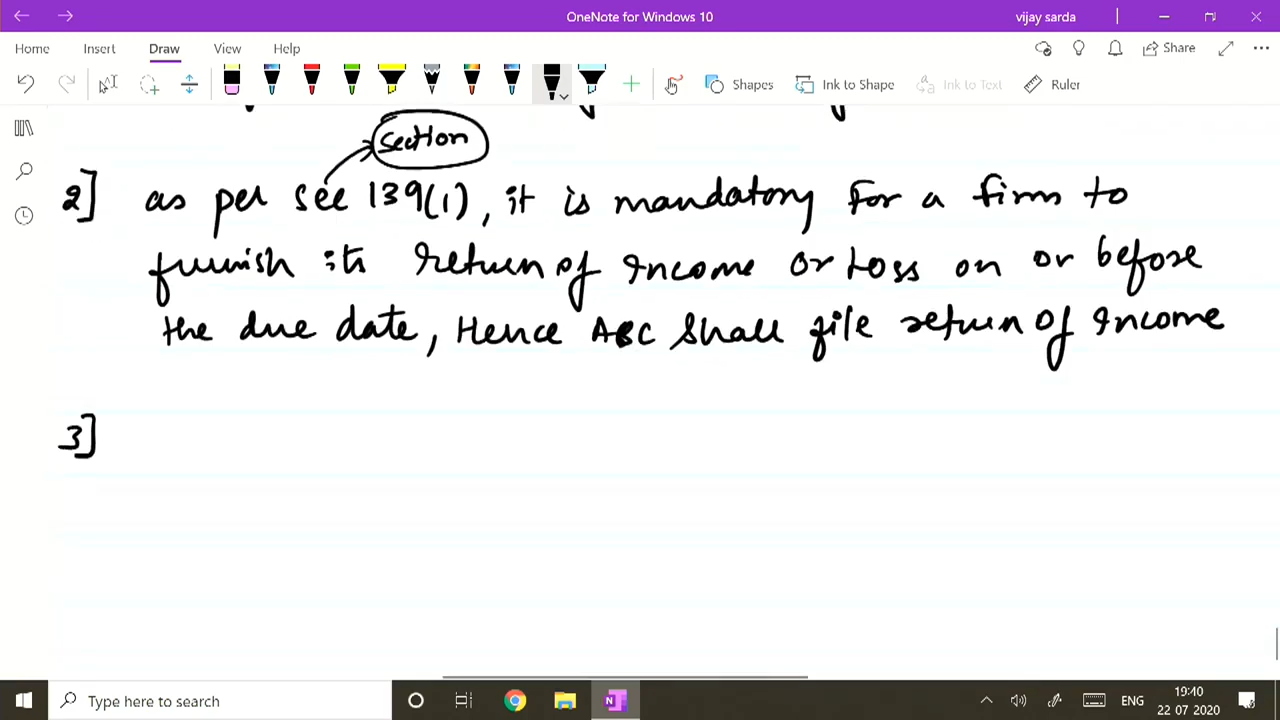 OneNote for Windows 10
vijay sarda
Home Insert Draw View Help
Share
Shapes Ink to Shape Ink to Text Ruler
section
2] as per sec 139(1), it is mandatory for a firm to
furnish its return of income or loss on or before
the due date, Hence ABC shall file return of income
3]
Type here to search
ENG
19:40
22-07-2020
3